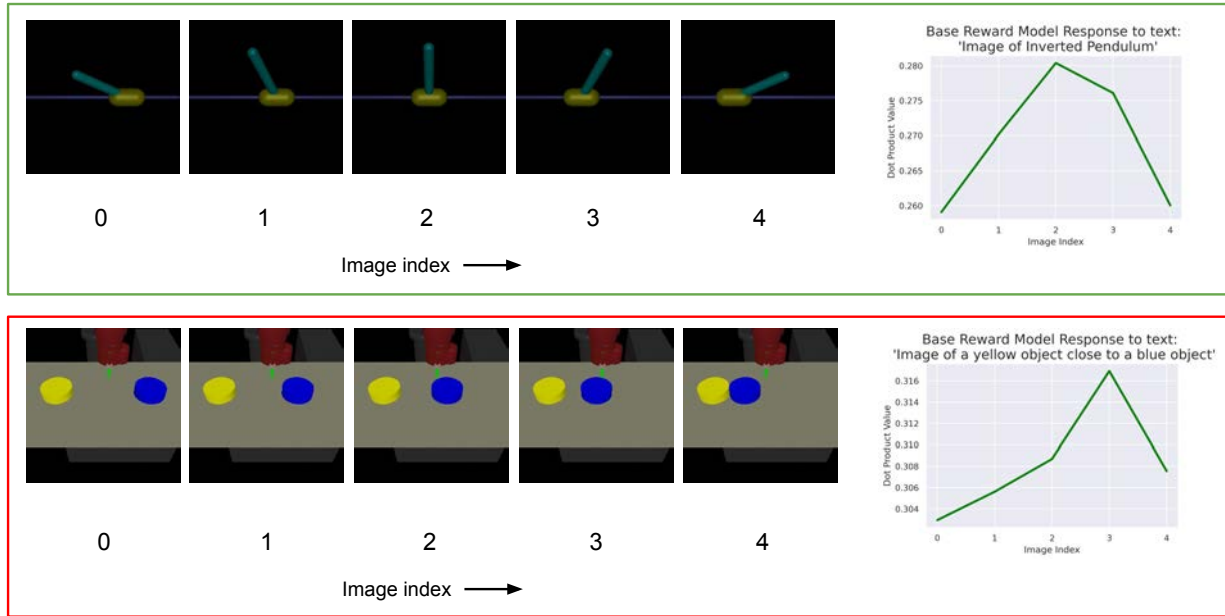 Base Reward Model Response to text:
'Image of Inverted Pendulum'
0.280
0.275
0.270
0.265
0.260
Dot Product Value
0 1 2 3 4
Image Index
0 1 2 3 4
Image index
Base Reward Model Response to text:
'Image of a yellow object close to a blue object'
0.316
0.314
0.312
0.310
0.308
0.306
0.304
Dot Product Value
0 1 2 3 4
Image Index
0 1 2 3 4
Image index